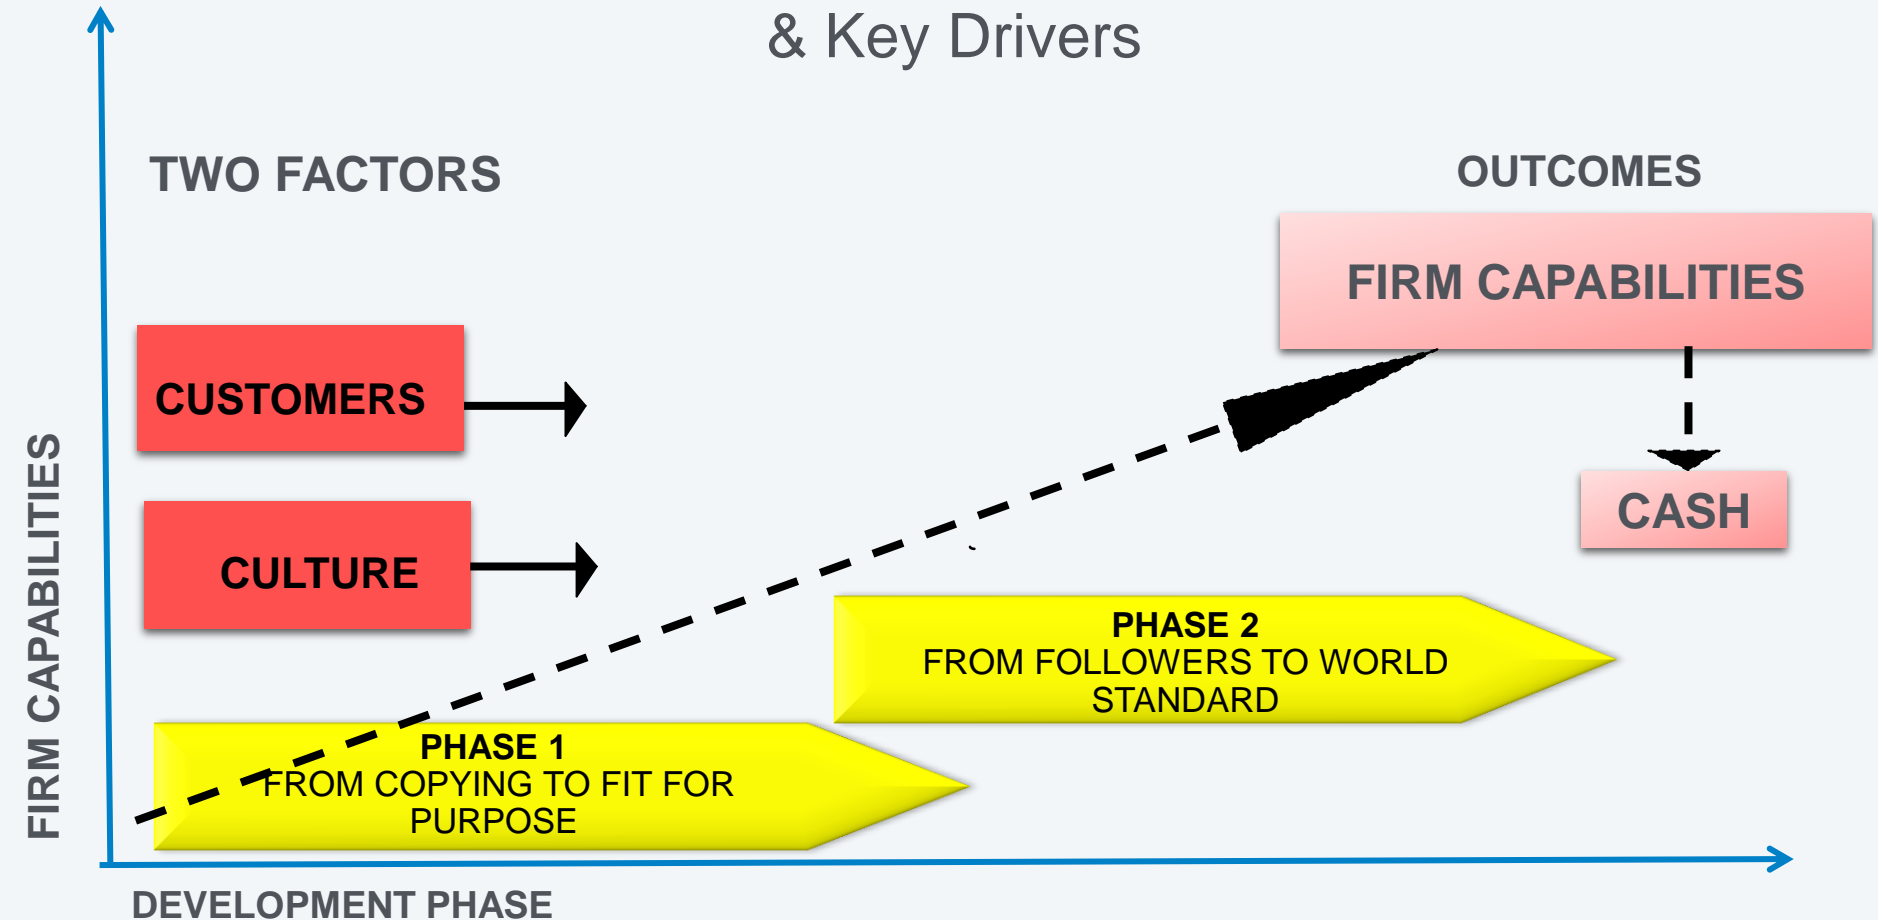 & Key Drivers
TWO FACTORS
OUTCOMES
FIRM CAPABILITIES
CUSTOMERS
CASH
CULTURE
FIRM CAPABILITIES
PHASE 2
FROM FOLLOWERS TO WORLD
STANDARD
PHASE 1
FROM COPYING TO FIT FOR
PURPOSE
DEVELOPMENT PHASE